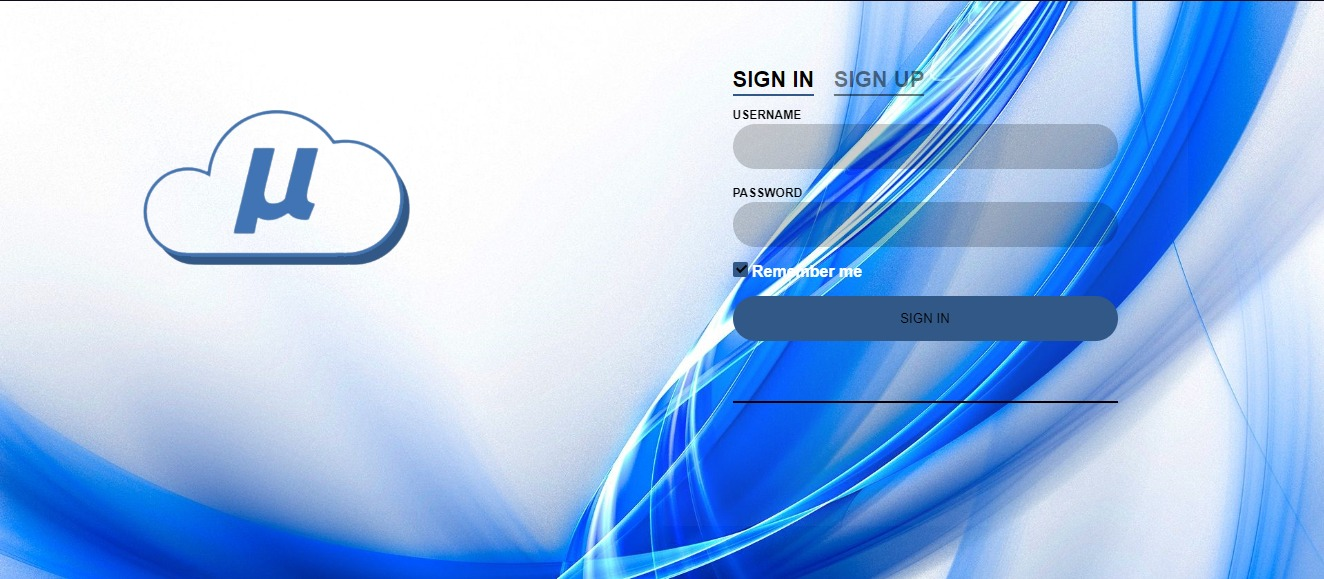 µ
SIGN IN SIGN UP
USERNAME
PASSWORD
Remember me
SIGN IN